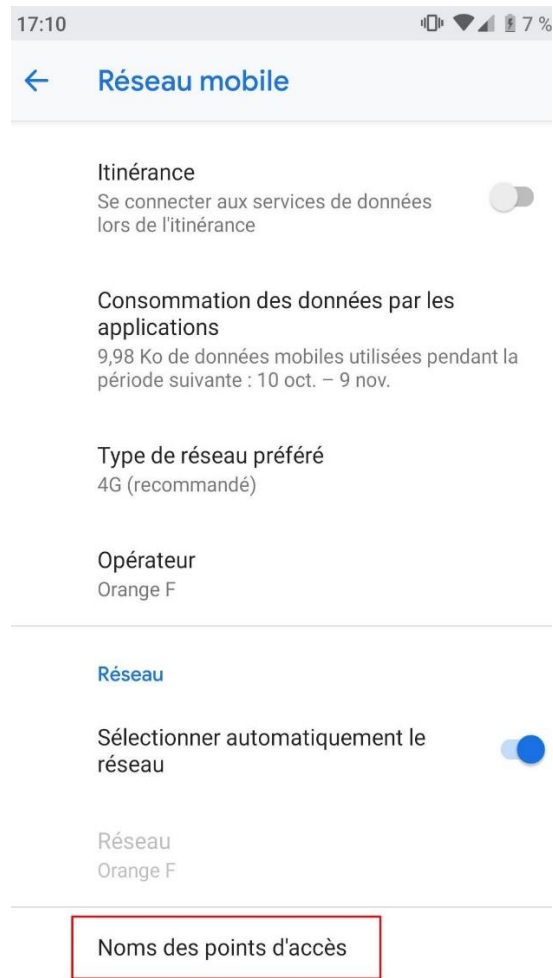 17:10 7 %
Réseau mobile
Itinérance
Se connecter aux services de données
lors de l'itinérance
Consommation des données par les
applications
9,98 Ko de données mobiles utilisées pendant la
période suivante : 10 oct. – 9 nov.
Type de réseau préféré
4G (recommandé)
Opérateur
Orange F
Réseau
Sélectionner automatiquement le
réseau
Réseau
Orange F
Noms des points d'accès